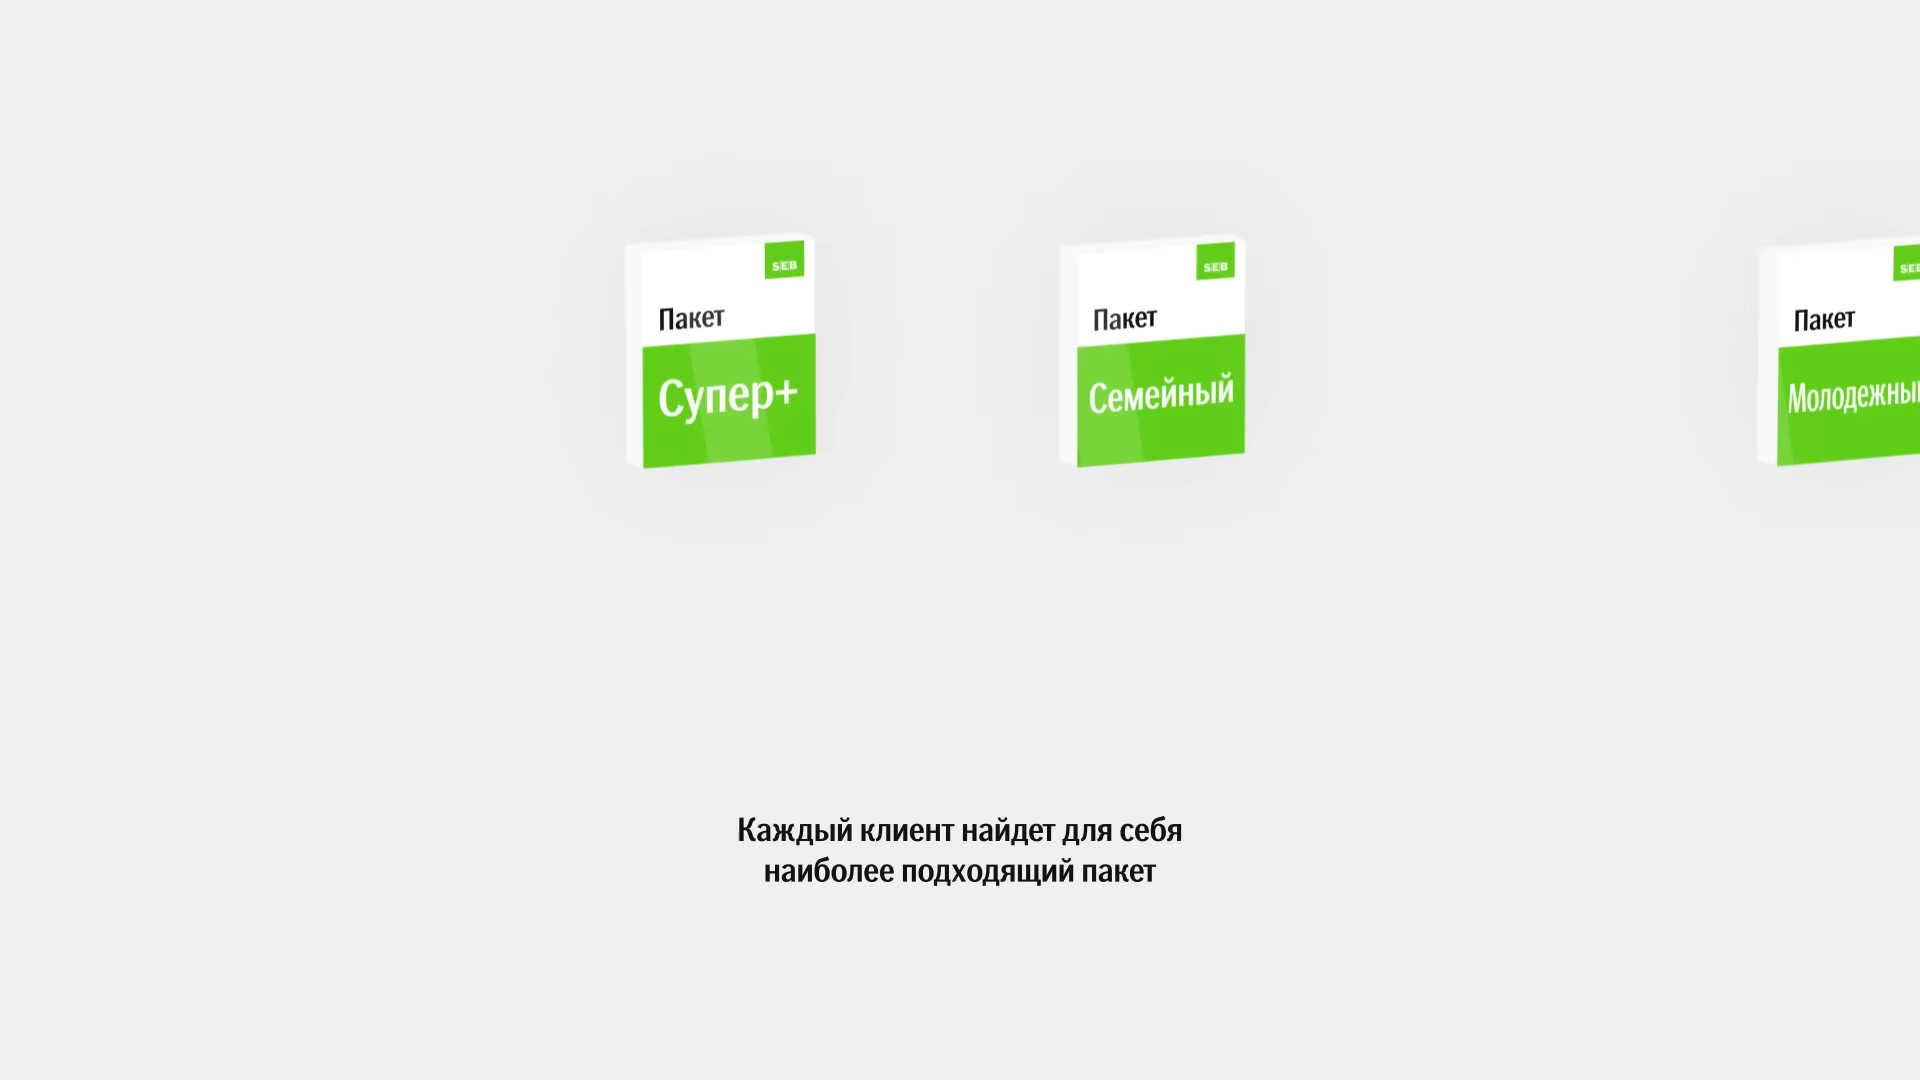 SEB
Пакет
Супер+
SEB
Пакет
Семейный
Пакет
Каждый клиент найдет для себя
наиболее подходящий пакет